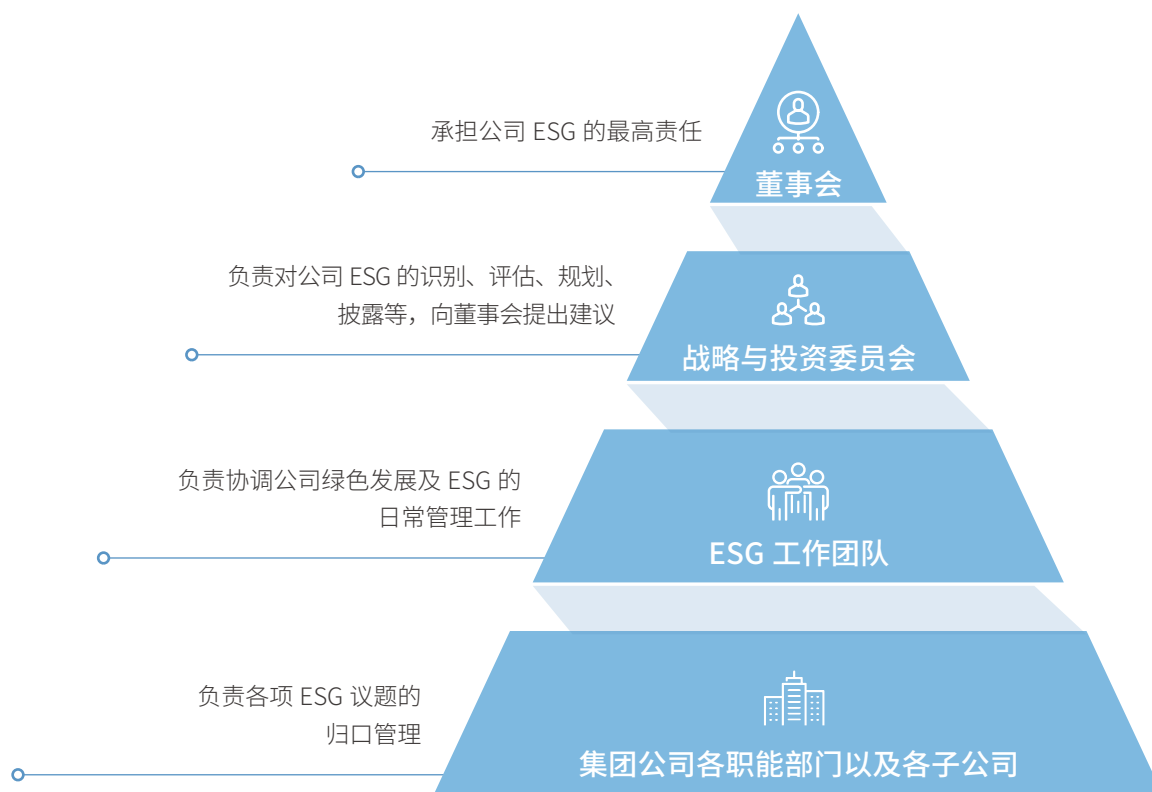 承担公司 ESG 的最高责任
董事会
负责对公司 ESG 的识别、评估、规划、
披露等，向董事会提出建议
战略与投资委员会
负责协调公司绿色发展及 ESG 的
日常管理工作
ESG 工作团队
负责各项 ESG 议题的
归口管理
集团公司各职能部门以及各子公司